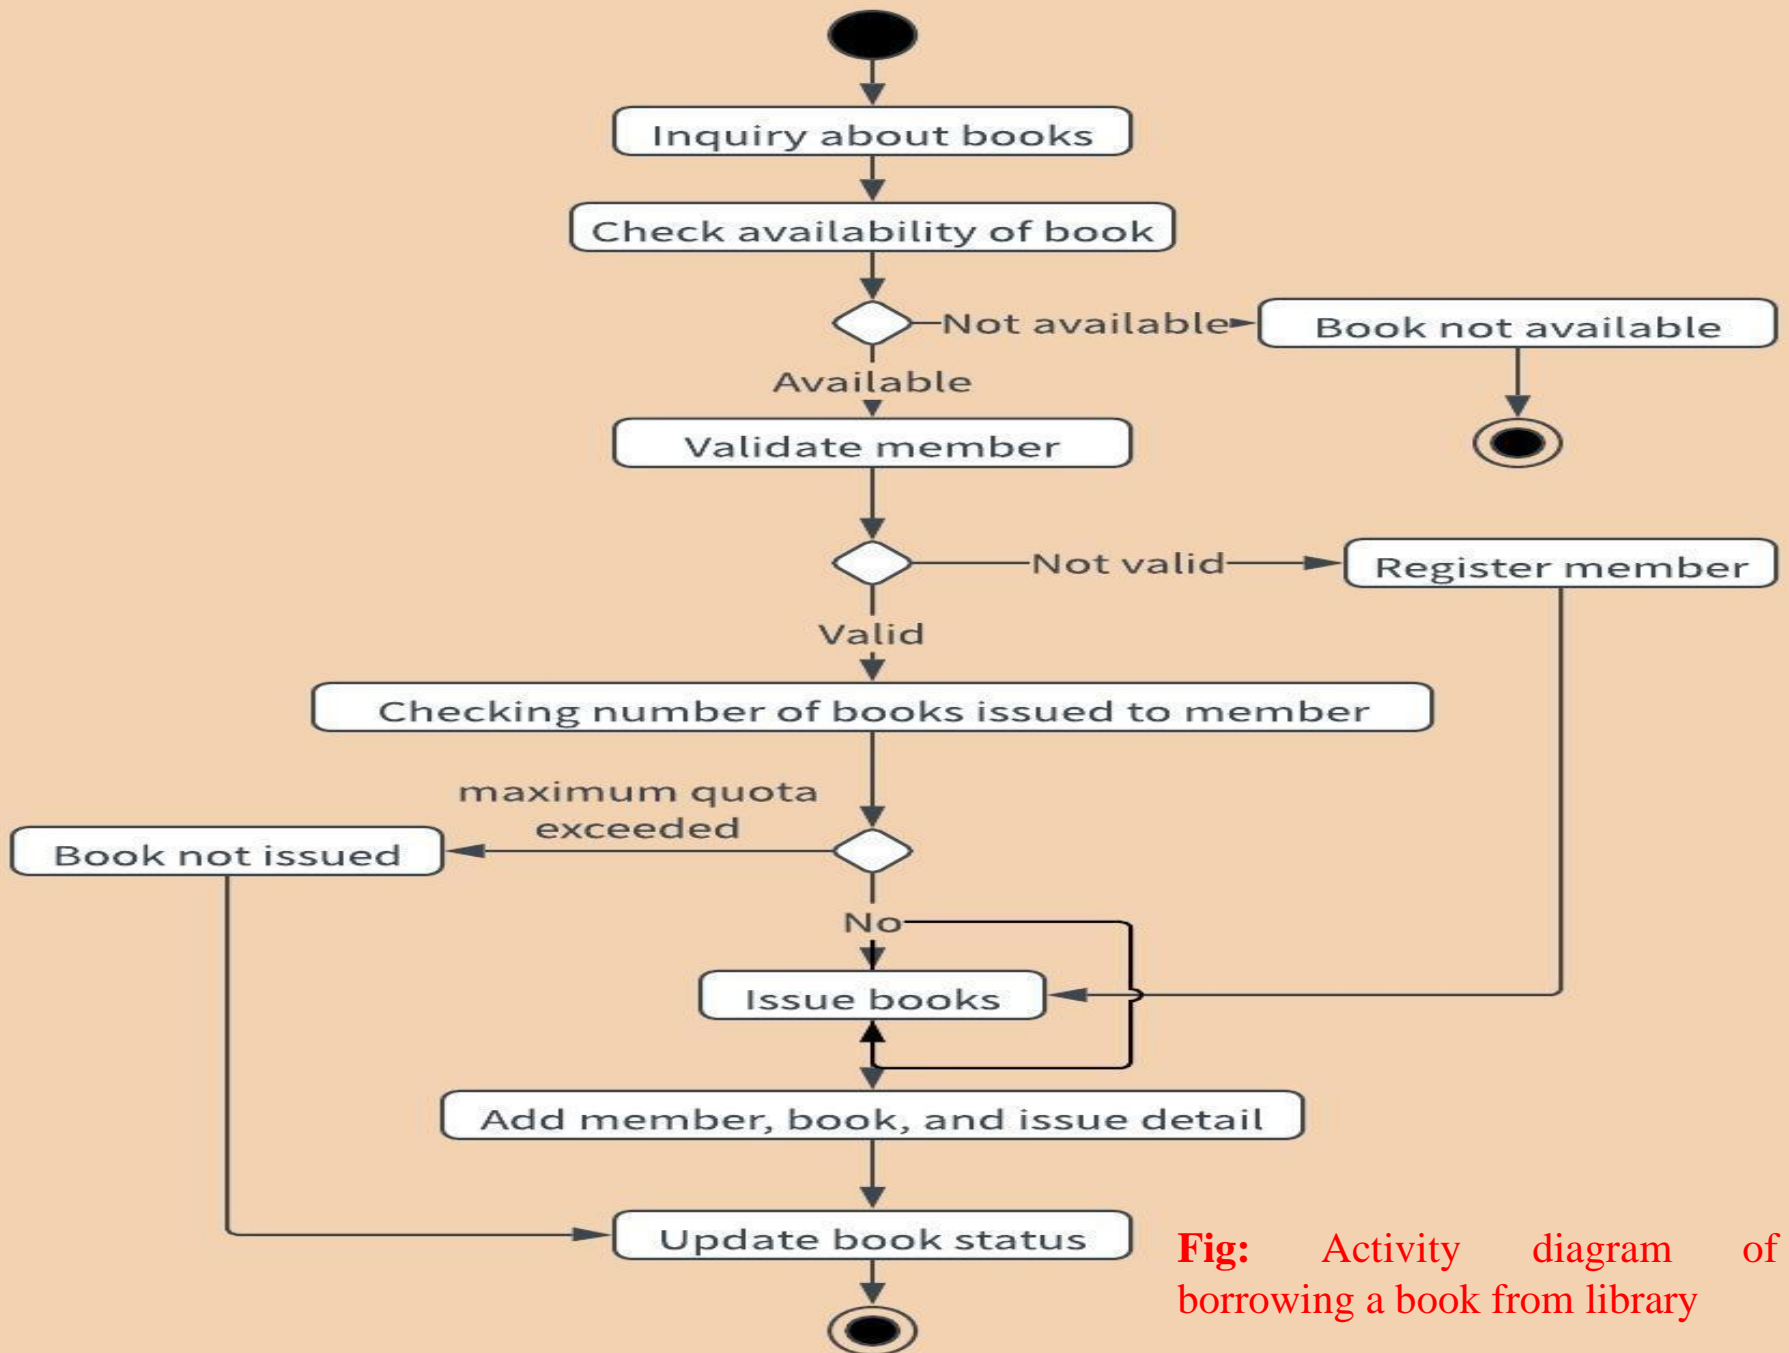 Inquiry about books
Check availability of book
Not available
Book not available
Available
Validate member
Not valid
Register member
Valid
Checking number of books issued to member
maximum quota
exceeded
Book not issued
No
Issue books
Add member, book, and issue detail
Update book status
Fig: Activity diagram of
borrowing a book from library